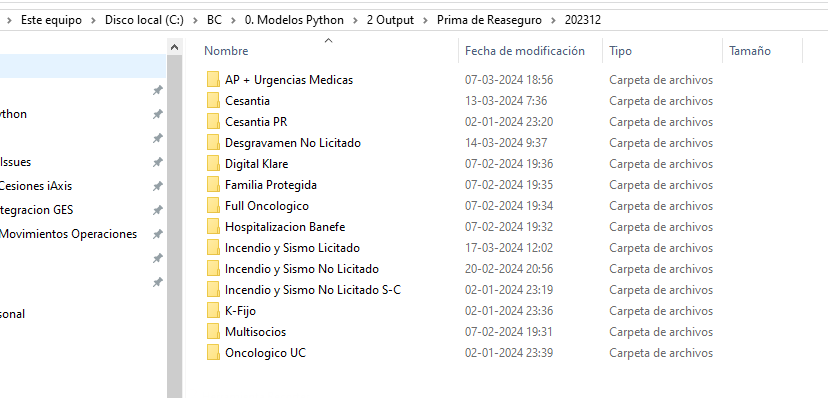 Este equipo > Disco local (C:) > BC > 0. Modelos Python > 2 Output > Prima de Reaseguro > 202312
Nombre Fecha de modificación Tipo Tamaño
AP + Urgencias Medicas 07-03-2024 18:56 Carpeta de archivos
Cesantia 13-03-2024 7:36 Carpeta de archivos
ython
Cesantia PR 02-01-2024 23:20 Carpeta de archivos
Desgravamen No Licitado 14-03-2024 9:37 Carpeta de archivos
Issues
Digital Klare 07-02-2024 19:36 Carpeta de archivos
Cesiones iAxis
Familia Protegida 07-02-2024 19:35 Carpeta de archivos
tegracion GES
Full Oncologico 07-02-2024 19:34 Carpeta de archivos
Movimientos Operaciones
Hospitalizacion Banefe 07-02-2024 19:32 Carpeta de archivos
Incendio y Sismo Licitado 17-03-2024 12:02 Carpeta de archivos
Incendio y Sismo No Licitado 20-02-2024 20:56 Carpeta de archivos
Incendio y Sismo No Licitado S-C 02-01-2024 23:19 Carpeta de archivos
sonal
K-Fijo 02-01-2024 23:36 Carpeta de archivos
Multisocios 07-02-2024 19:31 Carpeta de archivos
Oncologico UC 02-01-2024 23:39 Carpeta de archivos